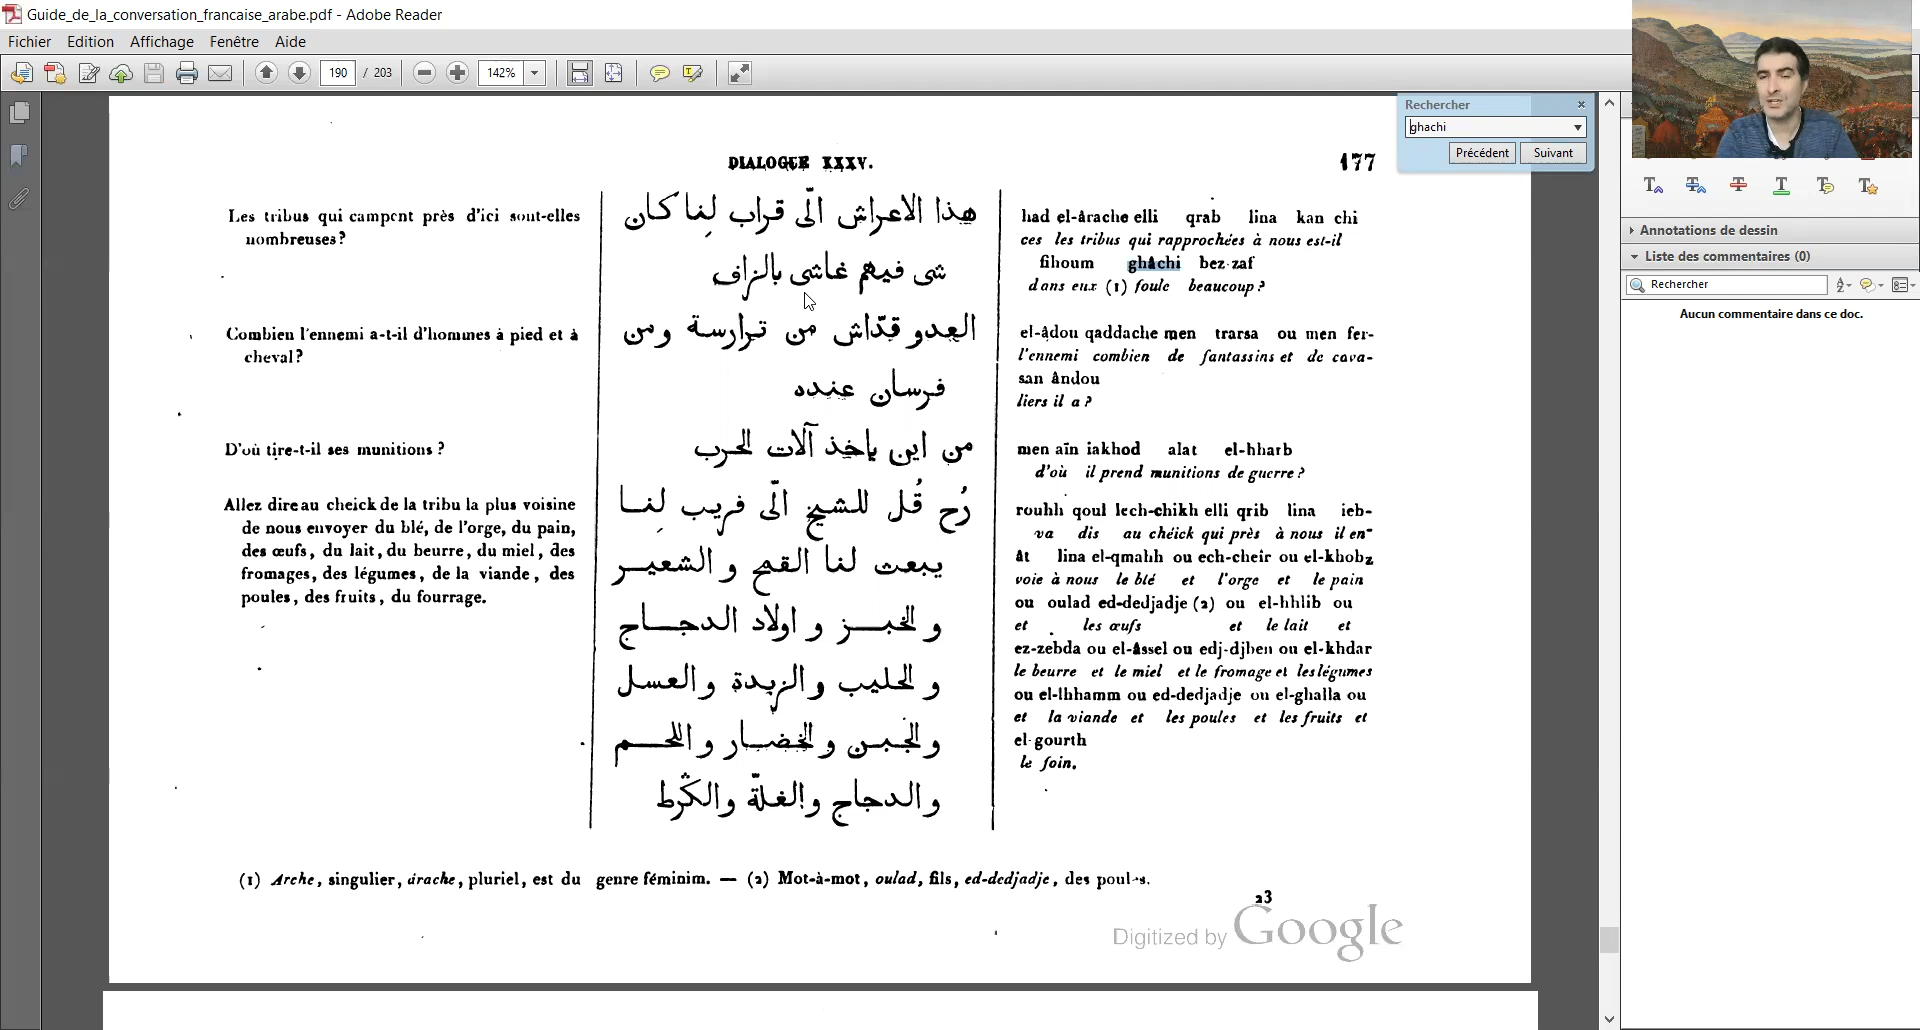 Guide_de_la_conversation_francaise_arabe.pdf - Adobe Reader
Fichier Edition Affichage Fenêtre Aide
190 / 203 142%
Rechercher
ghachi
Précédent Suivant
DIALOGUE XXXV.
177
Les tribus qui campent près d'ici sont-elles
nombreuses?
Combien l'ennemi a-t-il d'hommes à pied et à
cheval?
D'où tire-t-il ses munitions ?
Allez dire au cheick de la tribu la plus voisine
de nous envoyer du blé, de l'orge, du pain,
des œufs, du lait, du beurre, du miel, des
fromages, des légumes, de la viande, des
poules, des fruits, du fourrage.
هذا الاعراش الّى قراب لِنا كان
شى فيهم غاشى بالزاف
العدو قدّاش من ترارسة ومن
فرسان عنده
من اين ياخذ آلات الحرب
رُح قُل للشيخ الّى قريب لِنا
يبعت لنا القمح و الشعير
و الخبز و اولاد الدجاج
و الحليب والزبدة والعسل
والجبن والخضار و اللحم
والدجاج والغلّة والكُرط
had el-ârache elli qrab lina kan chi
ces les tribus qui rapprochées à nous est-il
fihoum ghâchi bez-zaf
dans eux (1) foule beaucoup?
el-âdou qaddache men trarsa ou men fer-
l'ennemi combien de fantassins et de cava-
san ândou
liers il a?
men aïn iakhod alat el-hharb
d'où il prend munitions de guerre?
rouhh qoul lech-chikh elli qrib lina ieb-
va dis au chéick qui près à nous il en-
ât lina el-qmahh ou ech-cheïr ou el-khobz
voie à nous le blé et l'orge et le pain
ou oulad ed-dedjadje (2) ou el-hhlib ou
et les œufs et le lait et
ez-zebda ou el-âssel ou edj-djben ou el-khdar
le beurre et le miel et le fromage et les légumes
ou el-lhhamm ou ed-dedjadje ou el-ghalla ou
et la viande et les poules et les fruits et
el-gourth
le foin.
(1) Arche, singulier, ârache, pluriel, est du genre féminim. — (2) Mot-à-mot, oulad, fils, ed-dedjadje, des poules.
23
Digitized by Google
Annotations de dessin
Liste des commentaires (0)
Rechercher
Aucun commentaire dans ce doc.